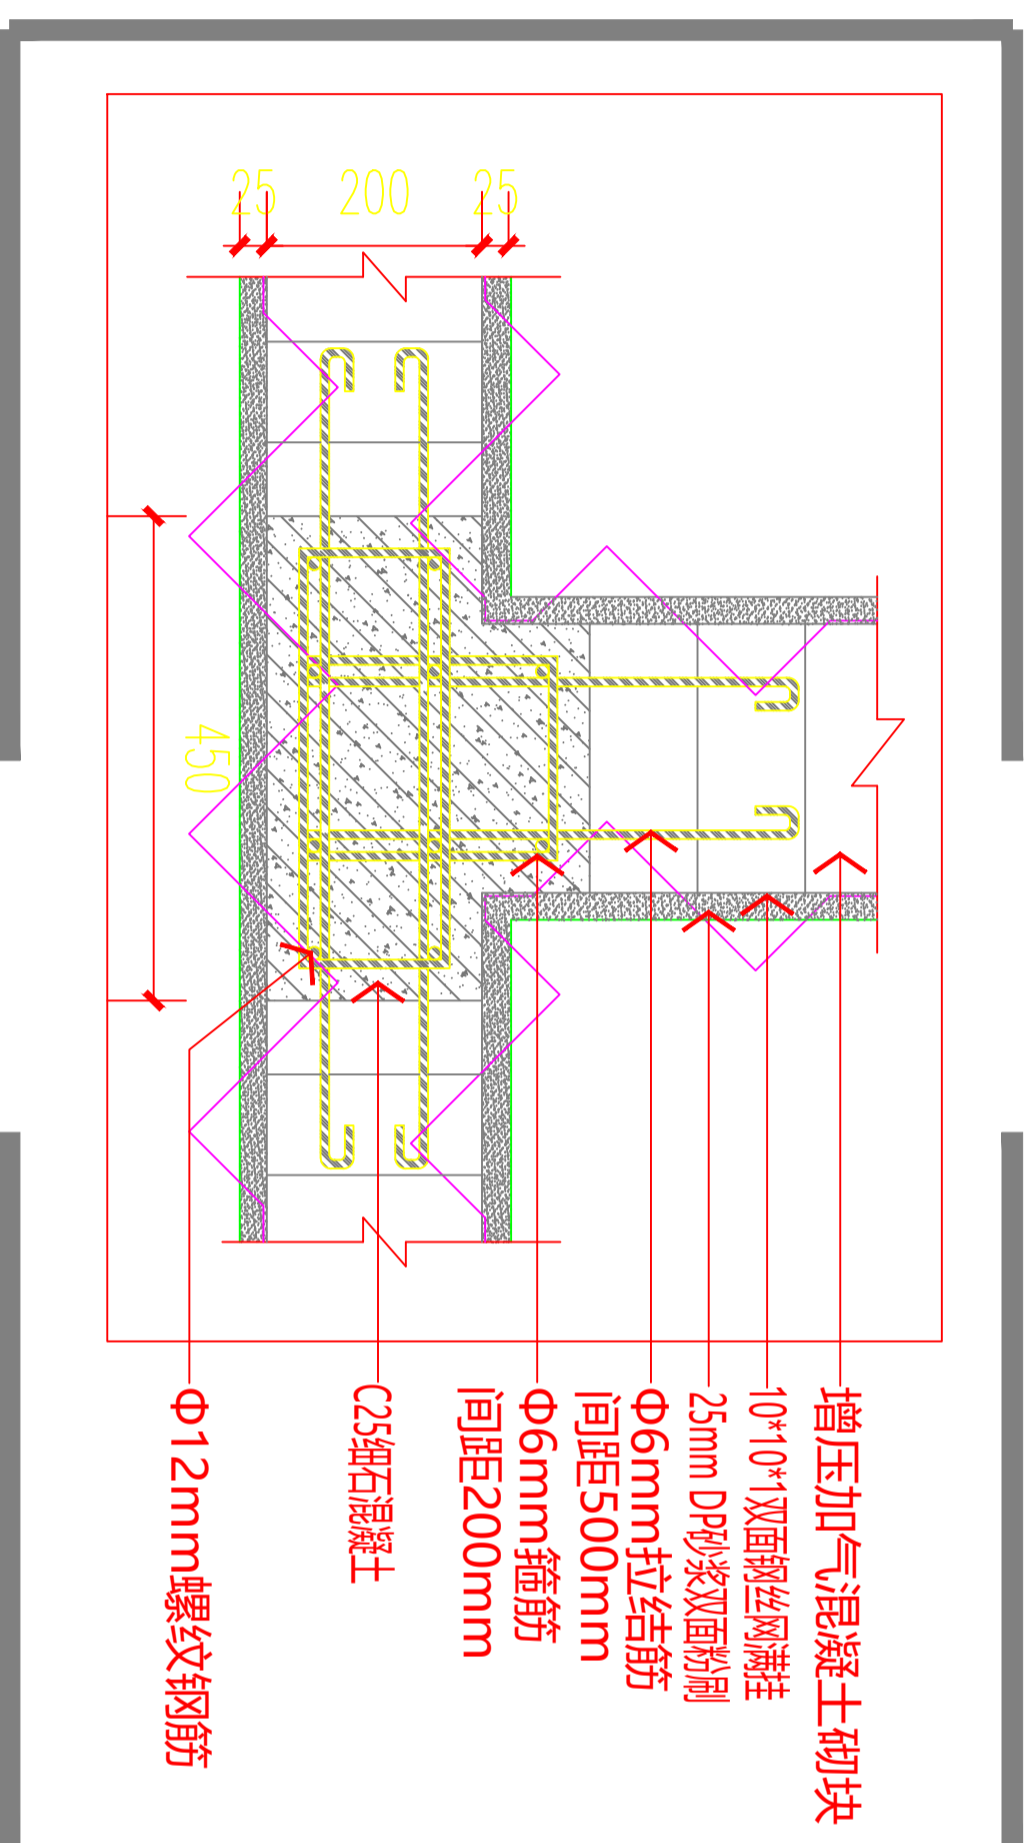 25
200
25
450
增压加气混凝土砌块
10*10*1双面钢丝网满挂
25mm DP砂浆双面粉刷
Φ6mm拉结筋
间距500mm
Φ6mm箍筋
间距200mm
C25细石混凝土
Φ12mm螺纹钢筋